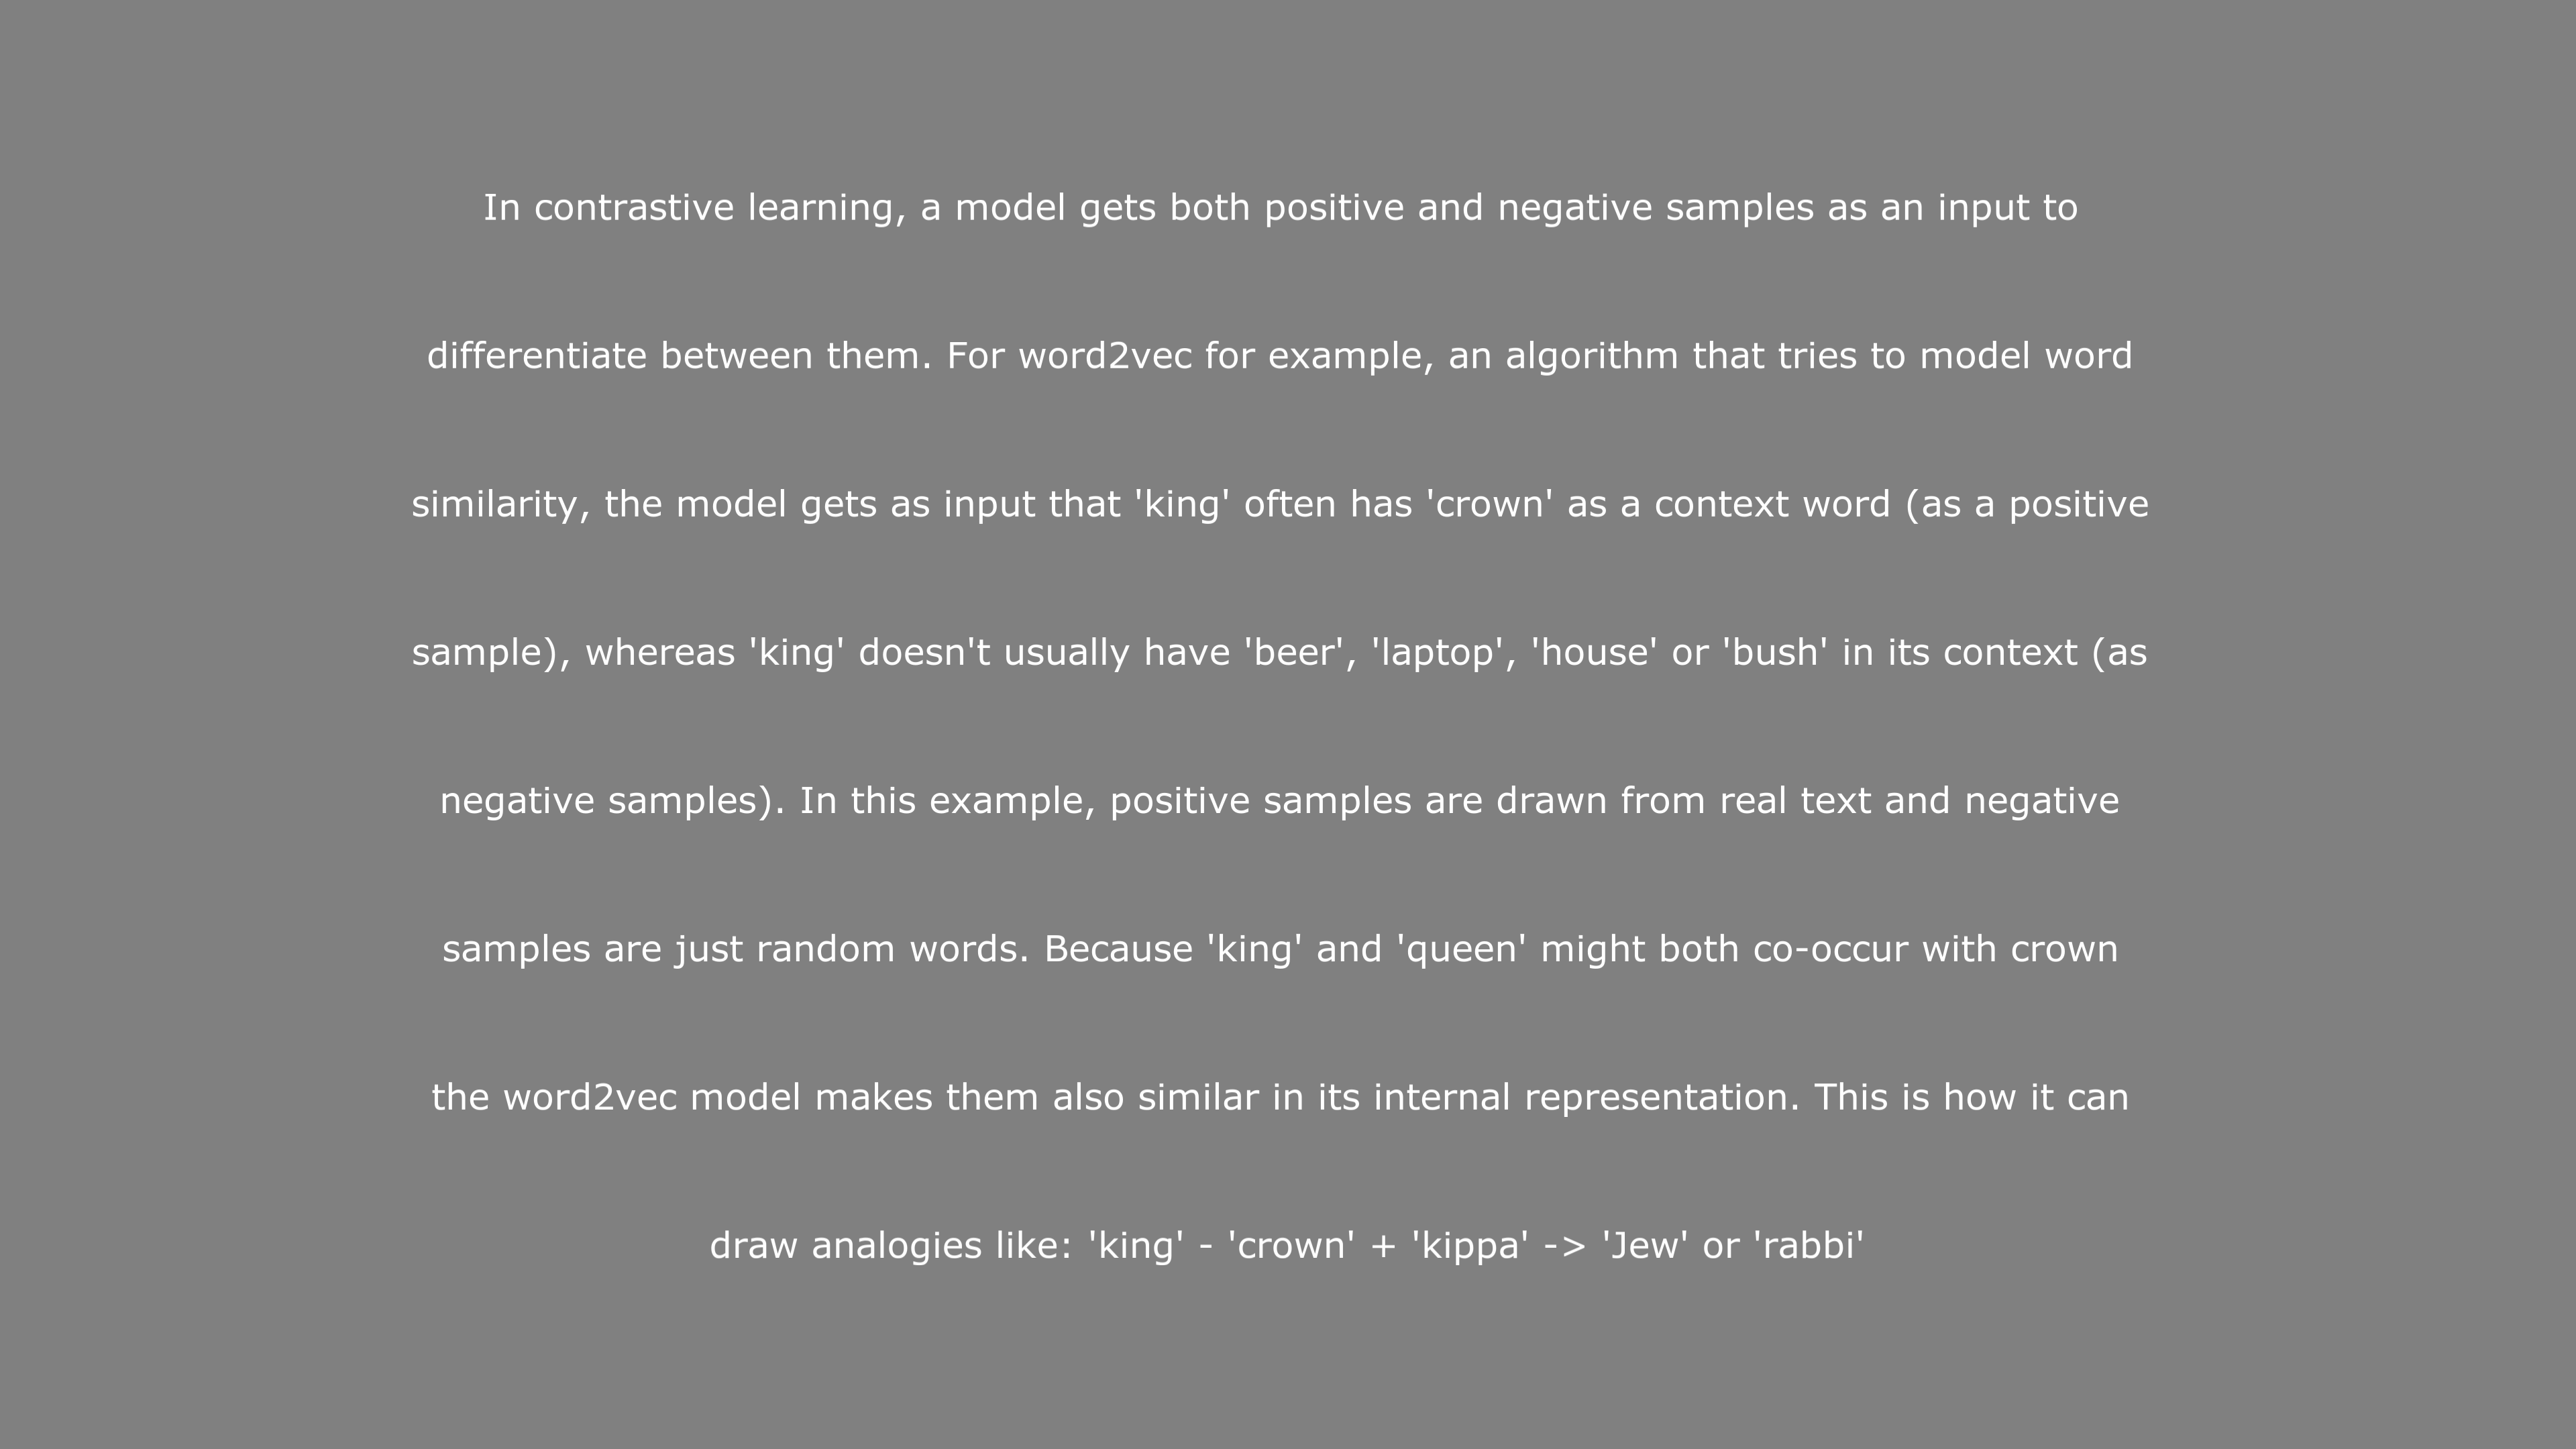 In contrastive learning, a model gets both positive and negative samples as an input to
differentiate between them. For word2vec for example, an algorithm that tries to model word
similarity, the model gets as input that 'king' often has 'crown' as a context word (as a positive
sample), whereas 'king' doesn't usually have 'beer', 'laptop', 'house' or 'bush' in its context (as
negative samples). In this example, positive samples are drawn from real text and negative
samples are just random words. Because 'king' and 'queen' might both co-occur with crown
the word2vec model makes them also similar in its internal representation. This is how it can
draw analogies like: 'king' - 'crown' + 'kippa' -> 'Jew' or 'rabbi'